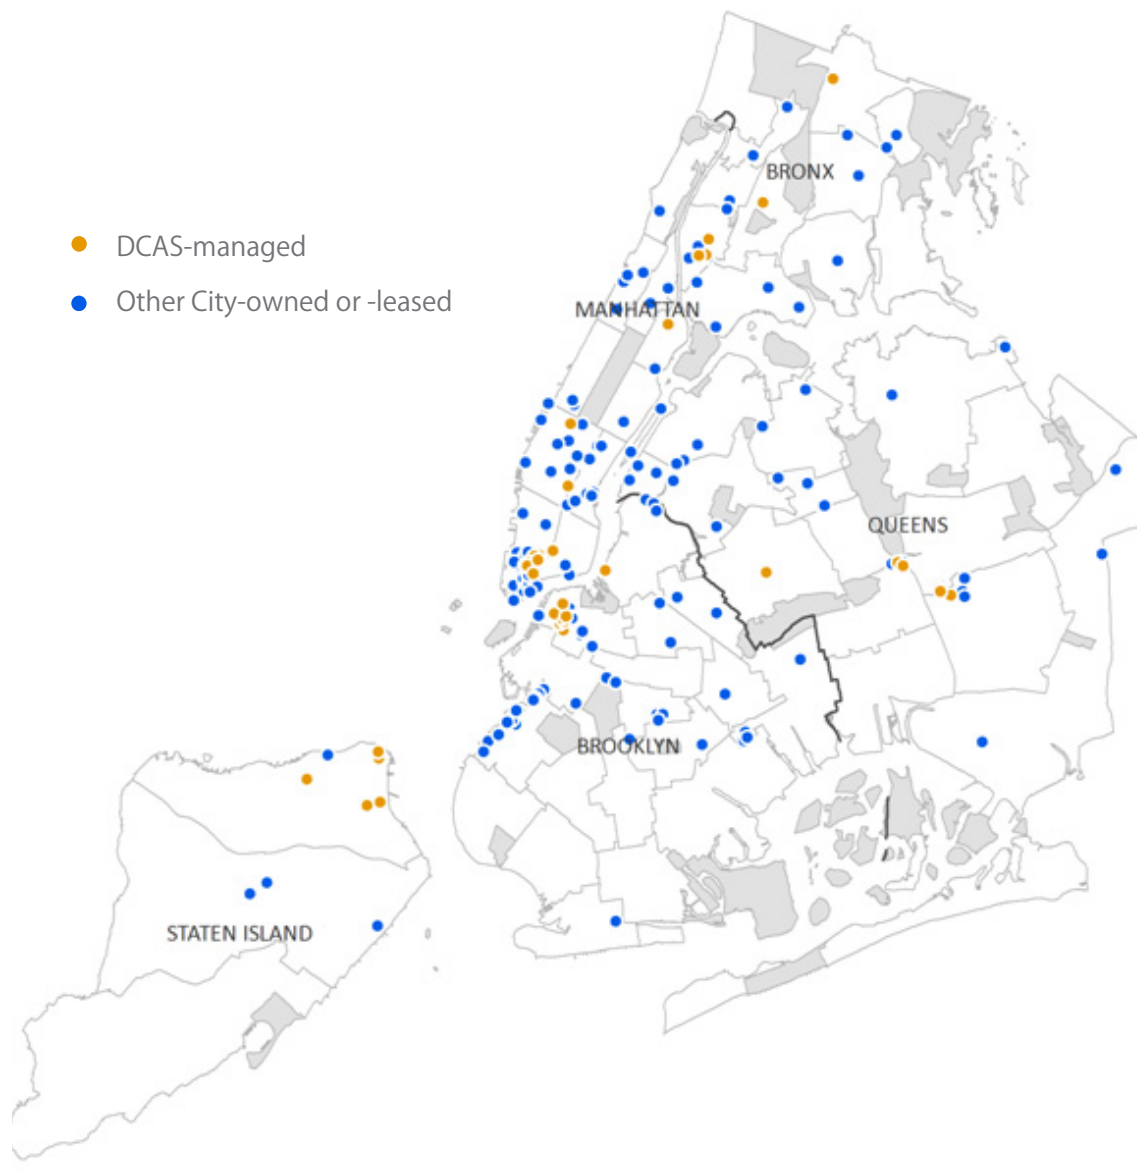 BRONX
DCAS-managed
Other City-owned or -leased
MANHATTAN
QUEENS
BROOKLYN
STATEN ISLAND